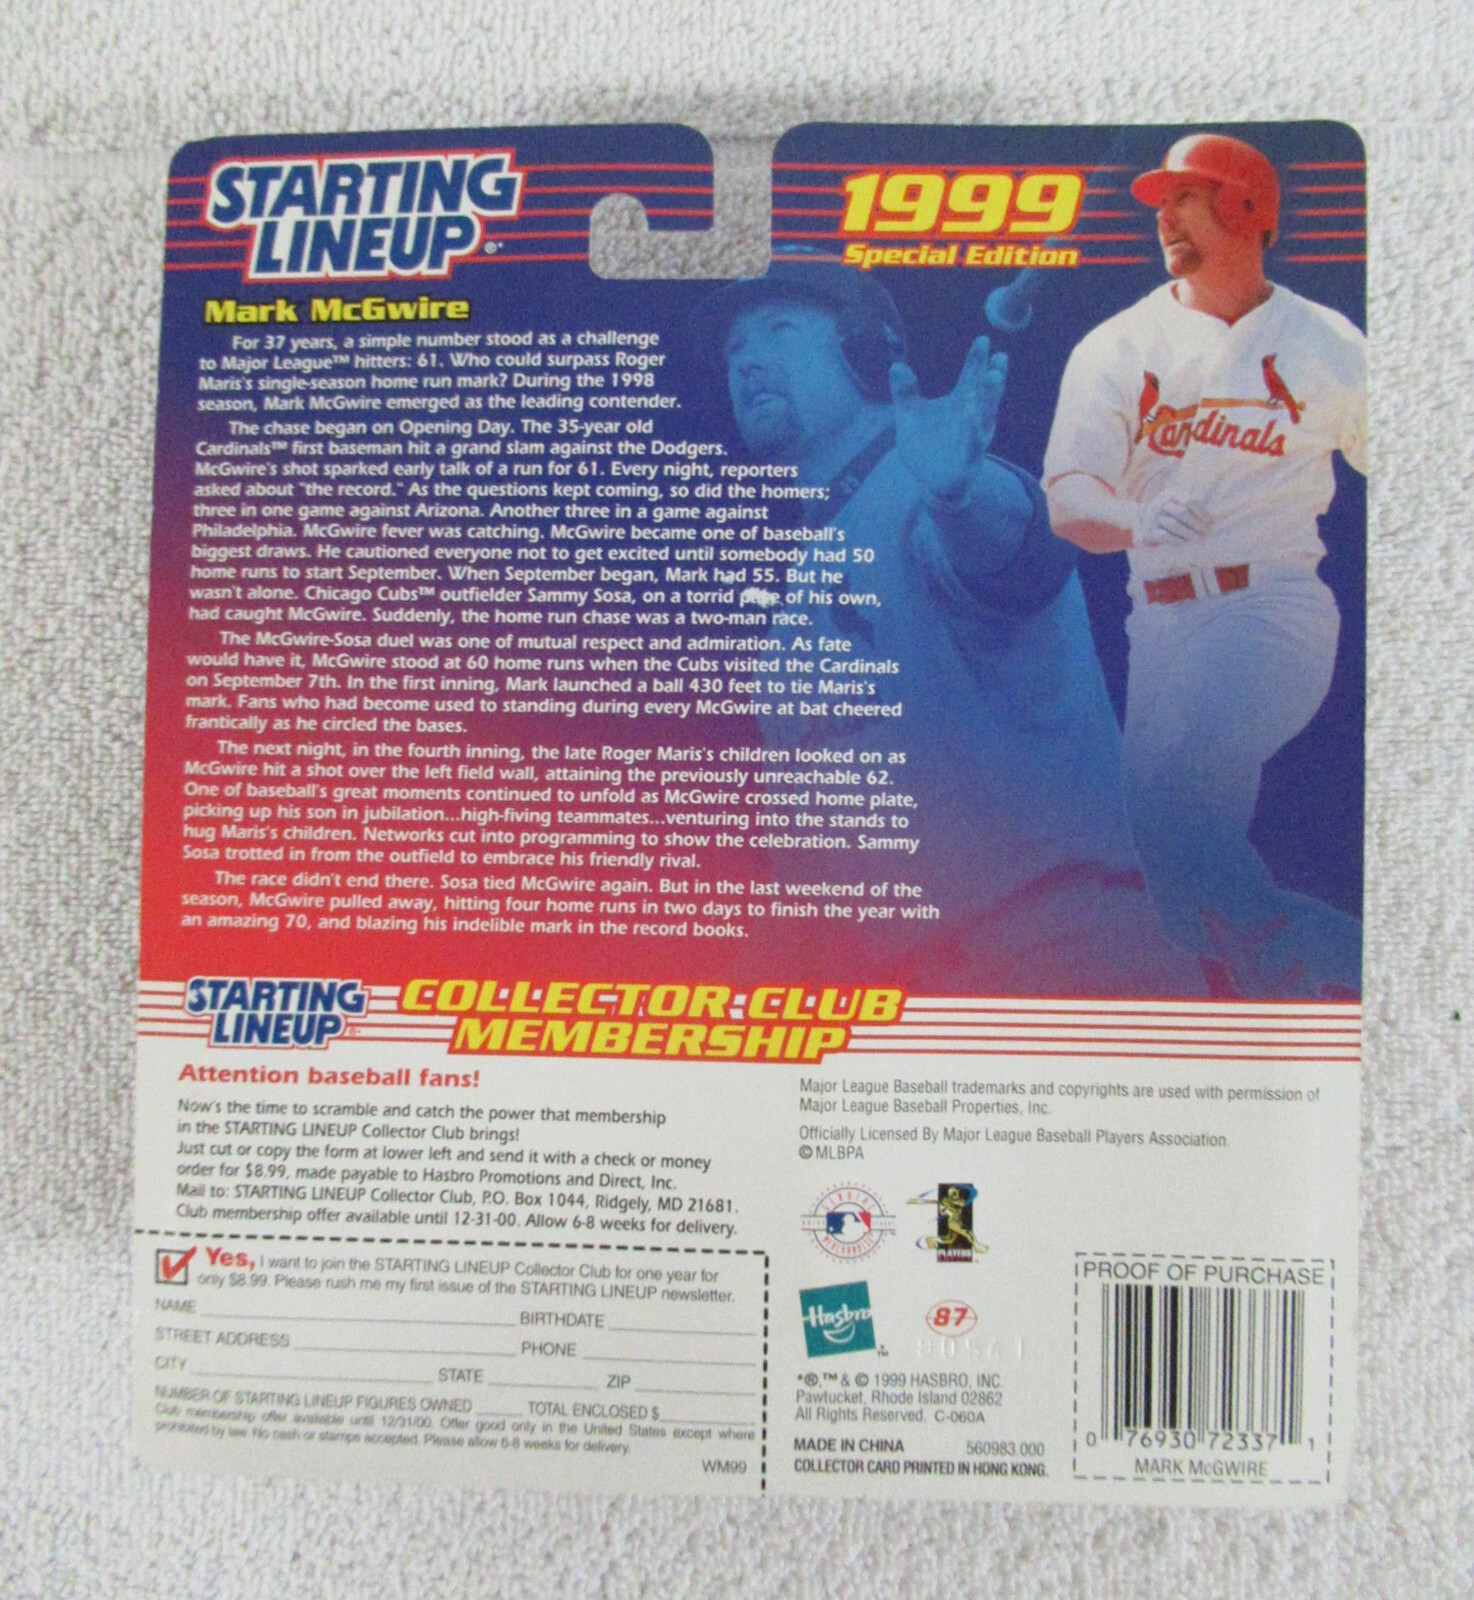 STARTING
LINEUP®
1999
Special Edition
Mark McGwire
For 37 years, a simple number stood as a challenge
to Major League™ hitters: 61. Who could surpass Roger
Maris's single-season home run mark? During the 1998
season, Mark McGwire emerged as the leading contender.
The chase began on Opening Day. The 35-year old
Cardinals™ first baseman hit a grand slam against the Dodgers.
McGwire's shot sparked early talk of a run for 61. Every night, reporters
asked about "the record." As the questions kept coming, so did the homers;
three in one game against Arizona. Another three in a game against
Philadelphia. McGwire fever was catching. McGwire became one of baseball's
biggest draws. He cautioned everyone not to get excited until somebody had 50
home runs to start September. When September began, Mark had 55. But he
wasn't alone. Chicago Cubs™ outfielder Sammy Sosa, on a torrid of his own,
had caught McGwire. Suddenly, the home run chase was a two-man race.
The McGwire-Sosa duel was one of mutual respect and admiration. As fate
would have it, McGwire stood at 60 home runs when the Cubs visited the Cardinals
on September 7th. In the first inning, Mark launched a ball 430 feet to tie Maris's
mark. Fans who had become used to standing during every McGwire at bat cheered
frantically as he circled the bases.
The next night, in the fourth inning, the late Roger Maris's children looked on as
McGwire hit a shot over the left field wall, attaining the previously unreachable 62.
One of baseball's great moments continued to unfold as McGwire crossed home plate,
picking up his son in jubilation...high-fiving teammates...venturing into the stands to
hug Maris's children. Networks cut into programming to show the celebration. Sammy
Sosa trotted in from the outfield to embrace his friendly rival.
The race didn't end there. Sosa tied McGwire again. But in the last weekend of the
season, McGwire pulled away, hitting four home runs in two days to finish the year with
an amazing 70, and blazing his indelible mark in the record books.
Cardinals
STARTING
LINEUP
COLLECTOR CLUB
MEMBERSHIP
Attention baseball fans!
Now's the time to scramble and catch the power that membership
in the STARTING LINEUP Collector Club brings!
Just cut or copy the form at lower left and send it with a check or money
order for $8.99, made payable to Hasbro Promotions and Direct, Inc.
Mail to: STARTING LINEUP Collector Club, P.O. Box 1044, Ridgely, MD 21681.
Club membership offer available until 12-31-00. Allow 6-8 weeks for delivery.
Yes, I want to join the STARTING LINEUP Collector Club for one year for
only $8.99. Please rush me my first issue of the STARTING LINEUP newsletter.
NAME BIRTHDATE
STREET ADDRESS PHONE
CITY STATE ZIP
NUMBER OF STARTING LINEUP FIGURES OWNED TOTAL ENCLOSED $
Club membership offer available until 12/31/00. Offer good only in the United States except where
prohibited by law. No cash or stamps accepted. Please allow 6-8 weeks for delivery.
WM99
Major League Baseball trademarks and copyrights are used with permission of
Major League Baseball Properties, Inc.
Officially Licensed By Major League Baseball Players Association.
© MLBPA
GENUINE
MERCHANDISE
PLAYERS
Hasbro
87
*®,™ & © 1999 HASBRO, INC.
Pawtucket, Rhode Island 02862
All Rights Reserved. C-060A
MADE IN CHINA 560983.000
COLLECTOR CARD PRINTED IN HONG KONG.
PROOF OF PURCHASE
0 76930 72337 1
MARK McGWIRE